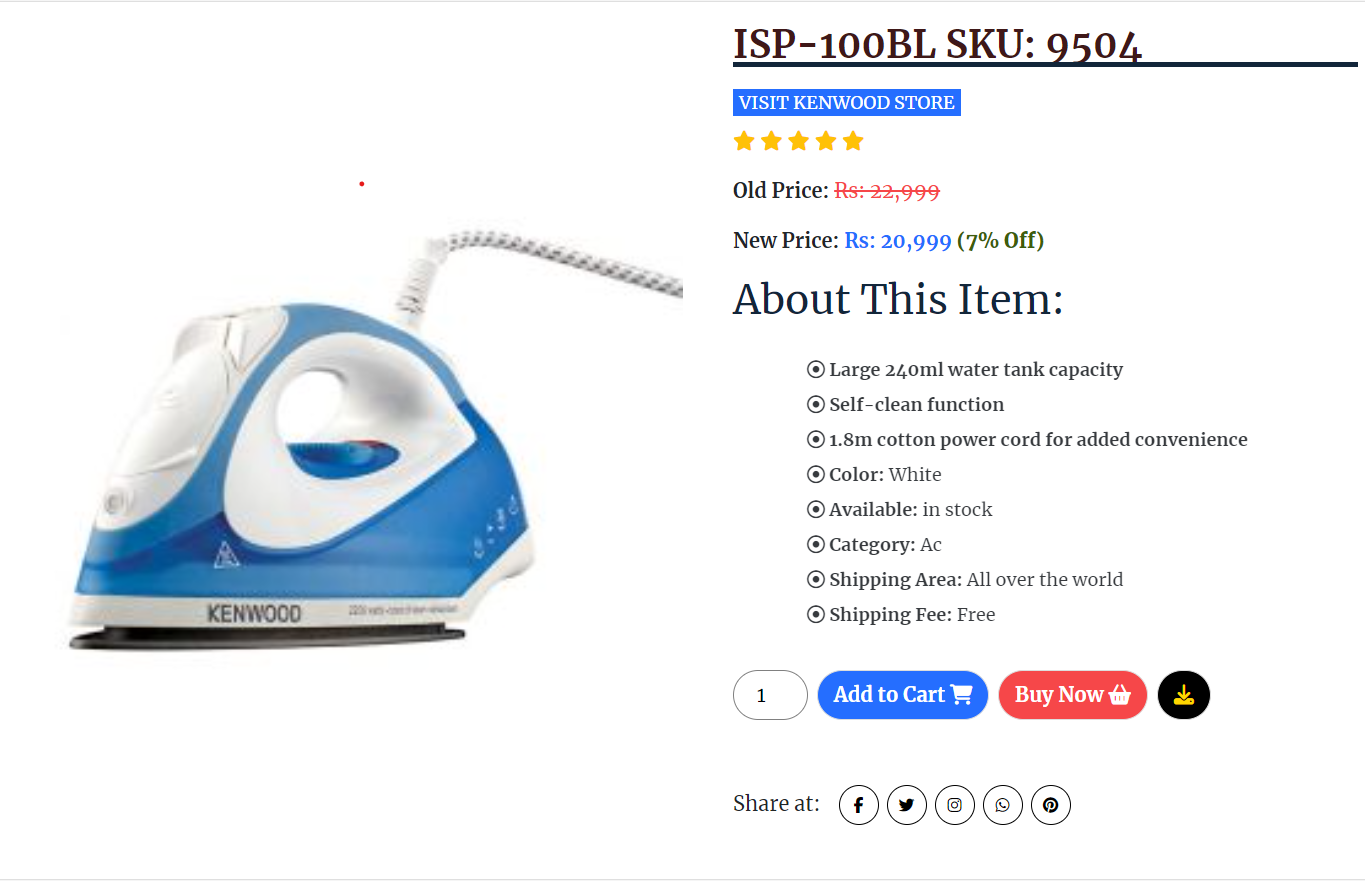 ISP-100BL SKU: 9504
VISIT KENWOOD STORE
Old Price: Rs: 22,999
New Price: Rs: 20,999 (7% Off)
About This Item:
Large 240ml water tank capacity
Self-clean function
1.8m cotton power cord for added convenience
Color: White
Available: in stock
Category: Ac
Shipping Area: All over the world
Shipping Fee: Free
1
Add to Cart
Buy Now
Share at:
KENWOOD